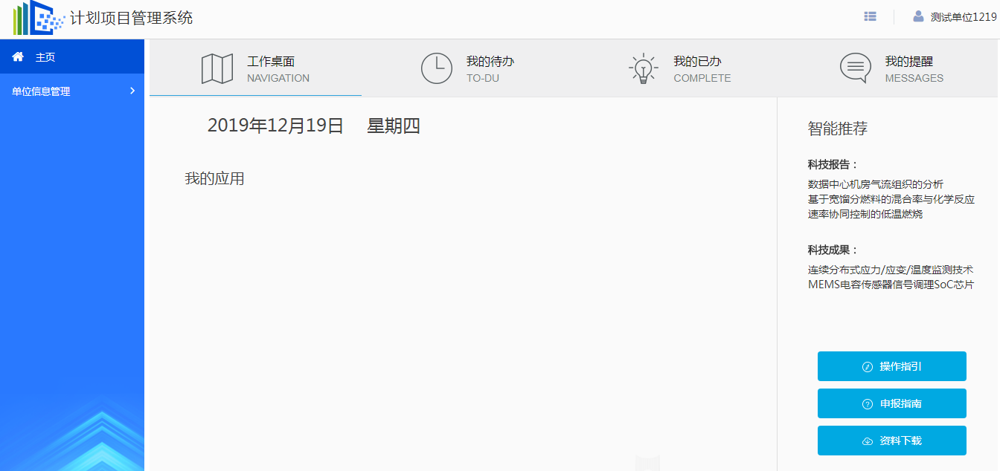 计划项目管理系统
测试单位1219
主页
单位信息管理
工作桌面
NAVIGATION
我的待办
TO-DU
我的已办
COMPLETE
我的提醒
MESSAGES
2019年12月19日 星期四
我的应用
智能推荐
科技报告：
数据中心机房气流组织的分析
基于宽馏分燃料的混合率与化学反应
速率协同控制的低温燃烧
科技成果：
连续分布式应力/应变/温度监测技术
MEMS电容传感器信号调理SoC芯片
操作指引
申报指南
资料下载